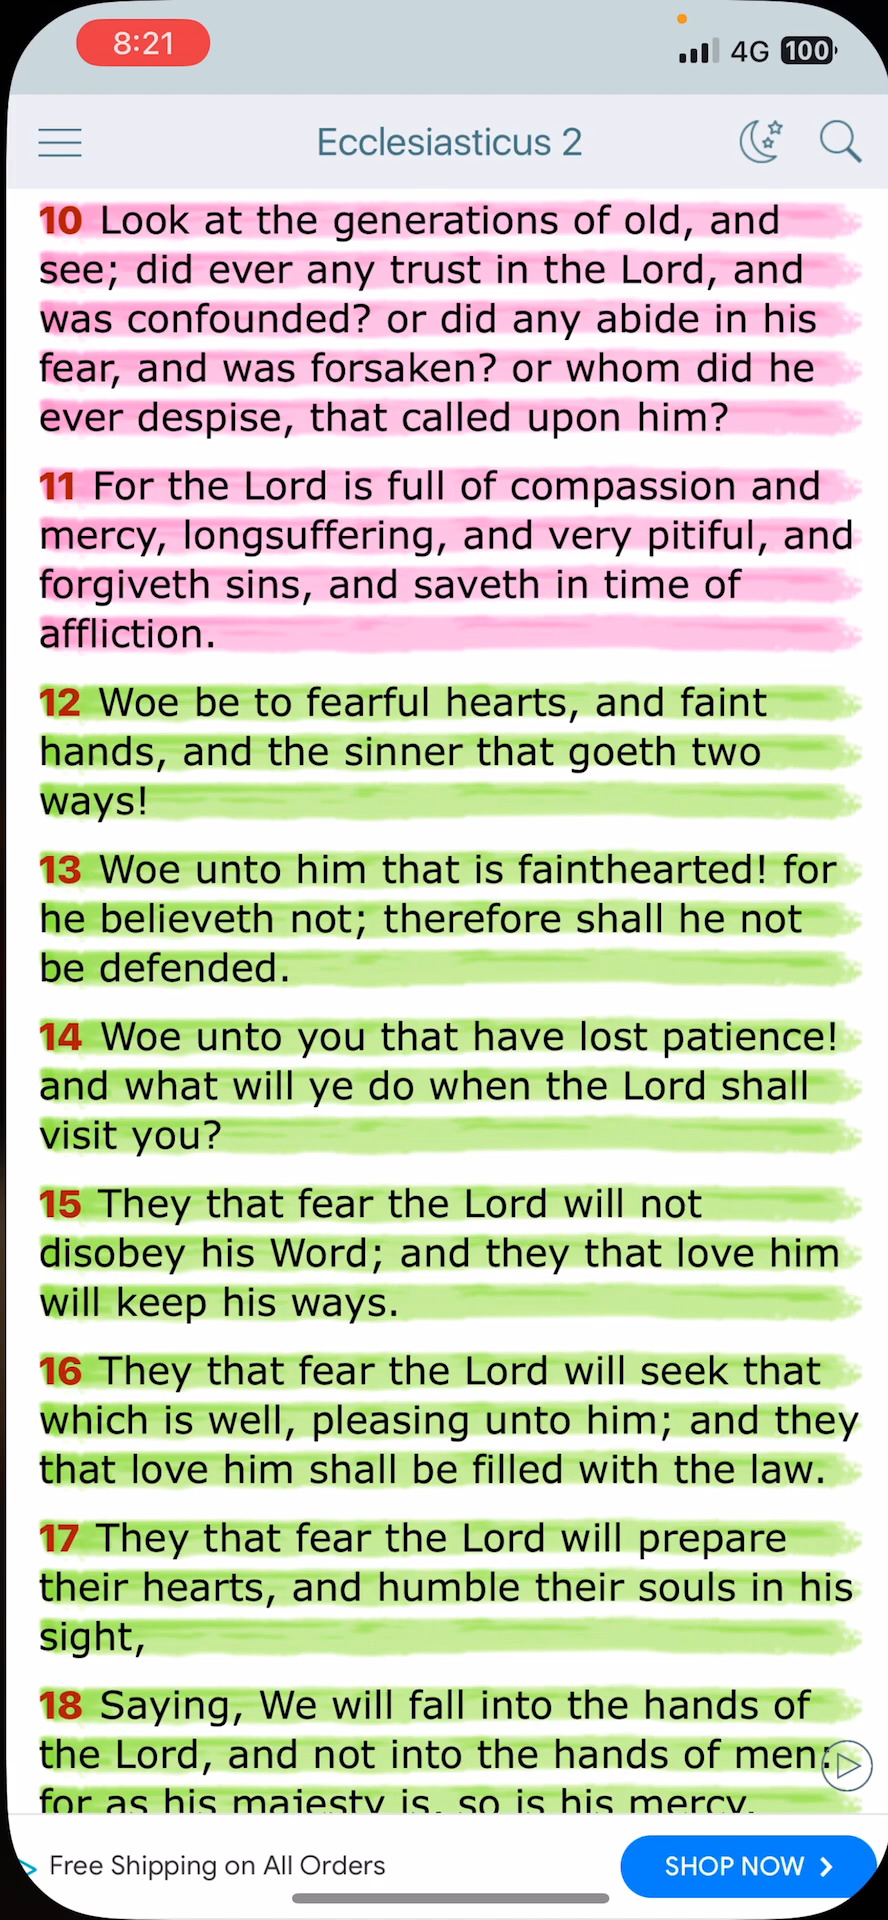 8:21
4G 100
Ecclesiasticus 2
10 Look at the generations of old, and
see; did ever any trust in the Lord, and
was confounded? or did any abide in his
fear, and was forsaken? or whom did he
ever despise, that called upon him?
11 For the Lord is full of compassion and
mercy, longsuffering, and very pitiful, and
forgiveth sins, and saveth in time of
affliction.
12 Woe be to fearful hearts, and faint
hands, and the sinner that goeth two
ways!
13 Woe unto him that is fainthearted! for
he believeth not; therefore shall he not
be defended.
14 Woe unto you that have lost patience!
and what will ye do when the Lord shall
visit you?
15 They that fear the Lord will not
disobey his Word; and they that love him
will keep his ways.
16 They that fear the Lord will seek that
which is well, pleasing unto him; and they
that love him shall be filled with the law.
17 They that fear the Lord will prepare
their hearts, and humble their souls in his
sight,
18 Saying, We will fall into the hands of
the Lord, and not into the hands of men:
for as his majesty is, so is his mercy.
Free Shipping on All Orders
SHOP NOW